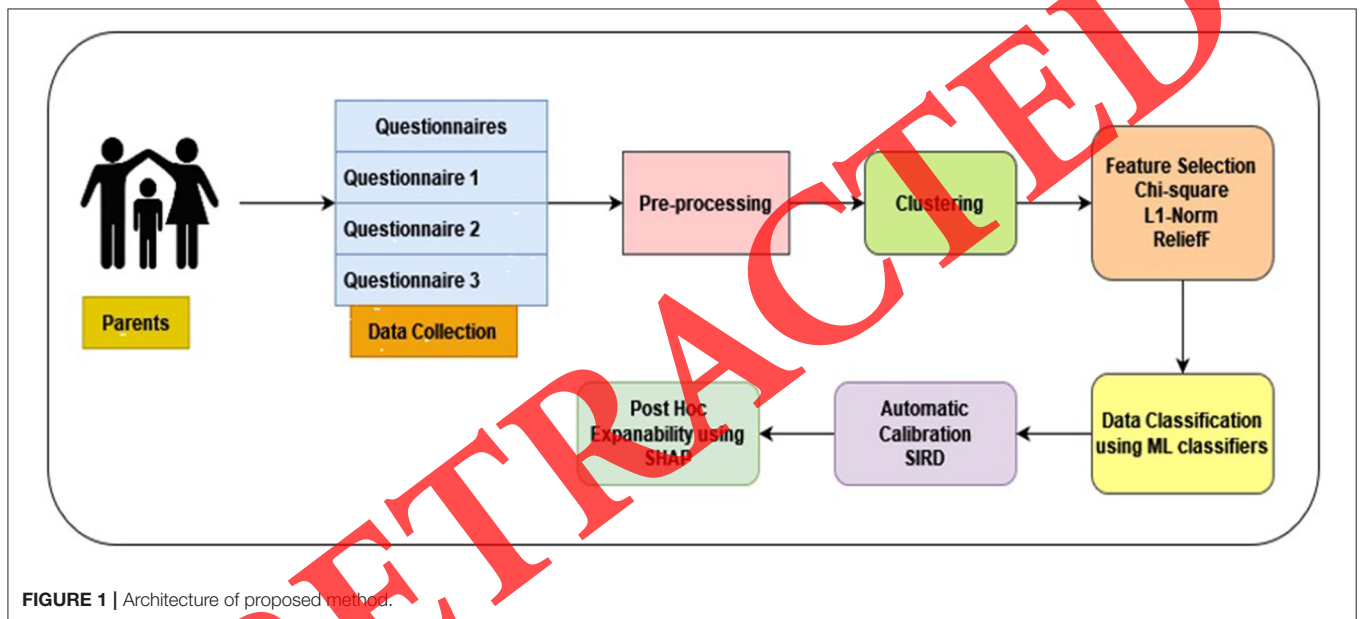 Parents
Questionnaires
Questionnaire 1
Questionnaire 2
Questionnaire 3
Data Collection
Pre-processing
Clustering
Feature Selection
Chi-square
L1-Norm
ReliefF
Data Classification
using ML classifiers
Automatic
Calibration
SIRD
Post Hoc
Expanability using
SHAP
RETRACTED
FIGURE 1 | Architecture of proposed method.